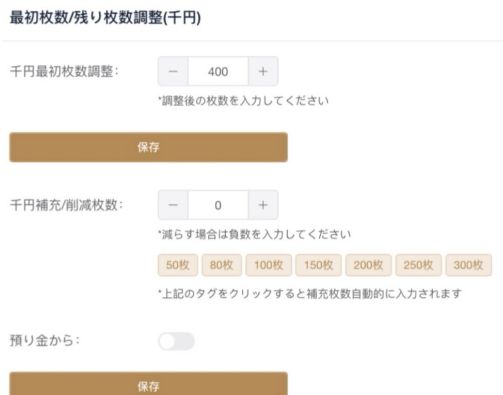 最初枚数/残り枚数調整(千円)
千円最初枚数調整:
− 400 +
*調整後の枚数を入力してください
保存
千円補充/削減枚数:
− 0 +
*減らす場合は負数を入力してください
50枚 80枚 100枚 150枚 200枚 250枚 300枚
*上記のタグをクリックすると補充枚数自動的に入力されます
預り金から:
保存